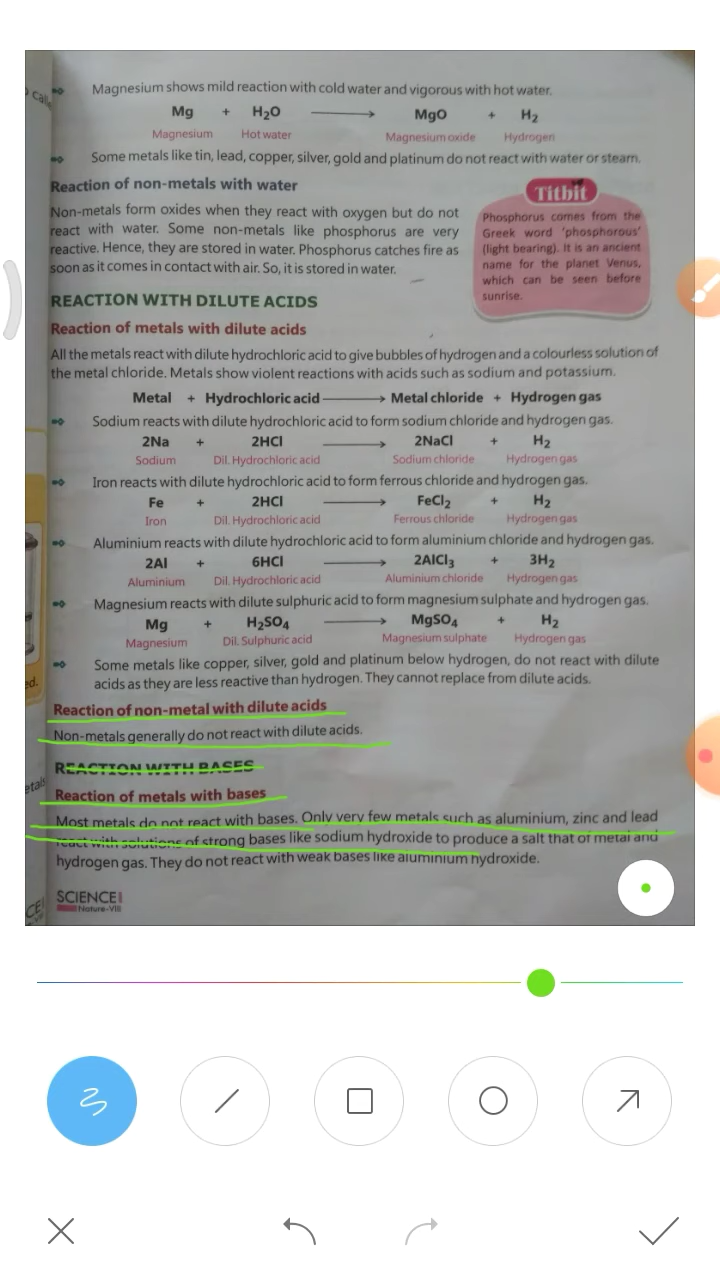 Magnesium shows mild reaction with cold water and vigorous with hot water.
Mg + H₂O ⟶ MgO + H₂
Magnesium Hot water Magnesium oxide Hydrogen
Some metals like tin, lead, copper, silver, gold and platinum do not react with water or steam.
Reaction of non-metals with water
Non-metals form oxides when they react with oxygen but do not
react with water. Some non-metals like phosphorus are very
reactive. Hence, they are stored in water. Phosphorus catches fire as
soon as it comes in contact with air. So, it is stored in water.
Titbit
Phosphorus comes from the
Greek word 'phosphorous'
(light bearing). It is an ancient
name for the planet Venus,
which can be seen before
sunrise.
REACTION WITH DILUTE ACIDS
Reaction of metals with dilute acids
All the metals react with dilute hydrochloric acid to give bubbles of hydrogen and a colourless solution of
the metal chloride. Metals show violent reactions with acids such as sodium and potassium.
Metal + Hydrochloric acid ⟶ Metal chloride + Hydrogen gas
Sodium reacts with dilute hydrochloric acid to form sodium chloride and hydrogen gas.
2Na + 2HCl ⟶ 2NaCl + H₂
Sodium Dil. Hydrochloric acid Sodium chloride Hydrogen gas
Iron reacts with dilute hydrochloric acid to form ferrous chloride and hydrogen gas.
Fe + 2HCl ⟶ FeCl₂ + H₂
Iron Dil. Hydrochloric acid Ferrous chloride Hydrogen gas
Aluminium reacts with dilute hydrochloric acid to form aluminium chloride and hydrogen gas.
2Al + 6HCl ⟶ 2AlCl₃ + 3H₂
Aluminium Dil. Hydrochloric acid Aluminium chloride Hydrogen gas
Magnesium reacts with dilute sulphuric acid to form magnesium sulphate and hydrogen gas.
Mg + H₂SO₄ ⟶ MgSO₄ + H₂
Magnesium Dil. Sulphuric acid Magnesium sulphate Hydrogen gas
Some metals like copper, silver, gold and platinum below hydrogen, do not react with dilute
acids as they are less reactive than hydrogen. They cannot replace from dilute acids.
Reaction of non-metal with dilute acids
Non-metals generally do not react with dilute acids.
REACTION WITH BASES
Reaction of metals with bases
Most metals do not react with bases. Only very few metals such as aluminium, zinc and lead
react with solutions of strong bases like sodium hydroxide to produce a salt that of metal and
hydrogen gas. They do not react with weak bases like aluminium hydroxide.
SCIENCE
Nature-VIII